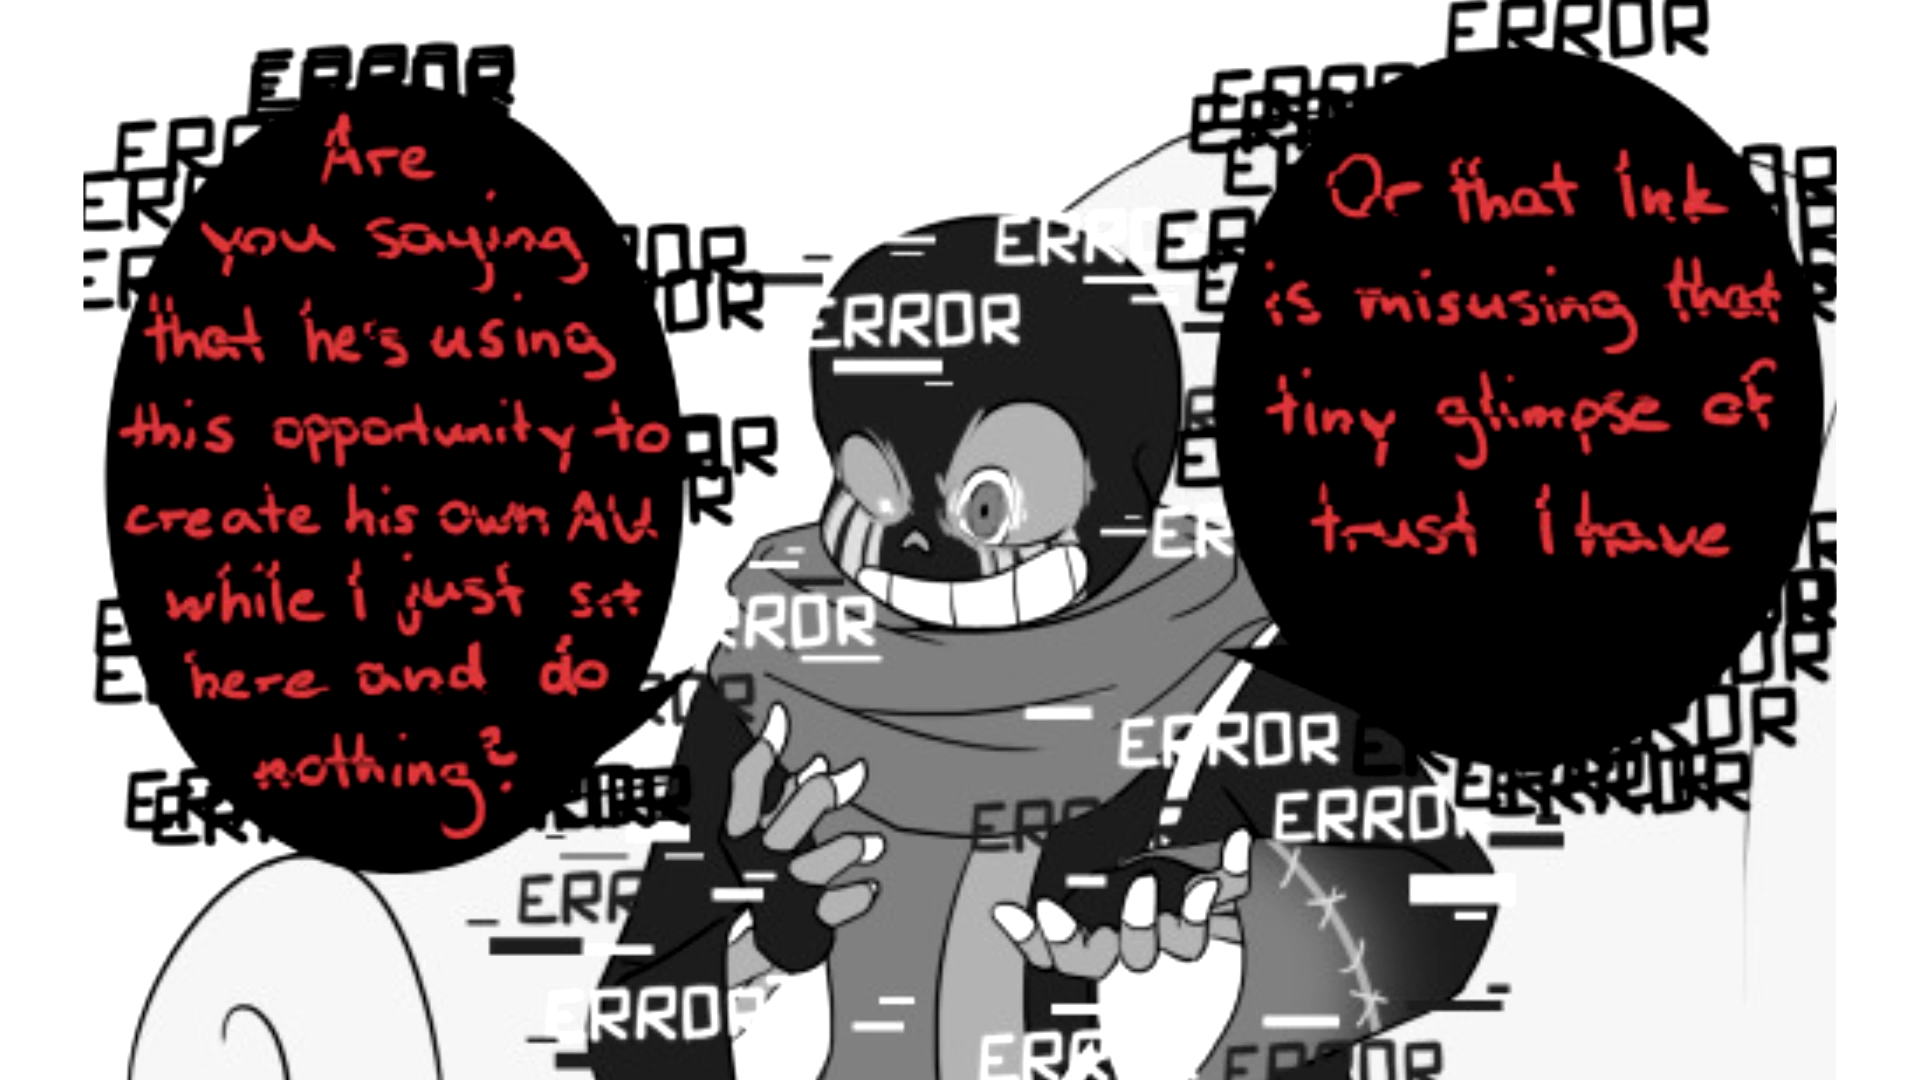 Are
you saying
that he's using
this opportunity to
create his own AU
while i just sit
here and do
nothing?
Or that Ink
is misusing that
tiny glimpse of
trust i have
ERROR
ERROR
ERROR
ERROR
ERROR
ERROR